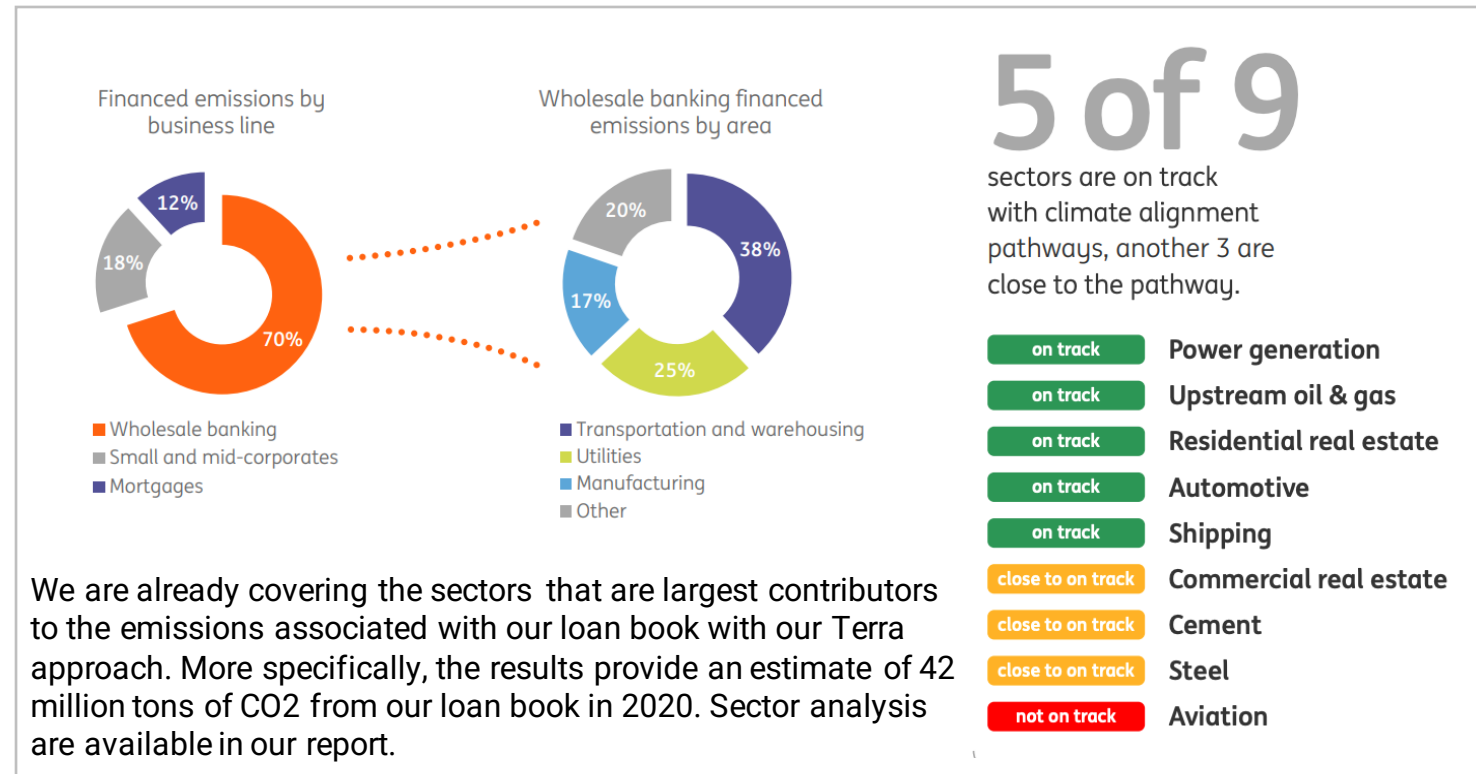 Financed emissions by
business line
12%
18%
70%
Wholesale banking
Small and mid-corporates
Mortgages
Wholesale banking financed
emissions by area
20%
38%
17%
25%
Transportation and warehousing
Utilities
Manufacturing
Other
We are already covering the sectors that are largest contributors
to the emissions associated with our loan book with our Terra
approach. More specifically, the results provide an estimate of 42
million tons of CO2 from our loan book in 2020. Sector analysis
are available in our report.
5 of 9
sectors are on track
with climate alignment
pathways, another 3 are
close to the pathway.
on track Power generation
on track Upstream oil & gas
on track Residential real estate
on track Automotive
on track Shipping
close to on track Commercial real estate
close to on track Cement
close to on track Steel
not on track Aviation